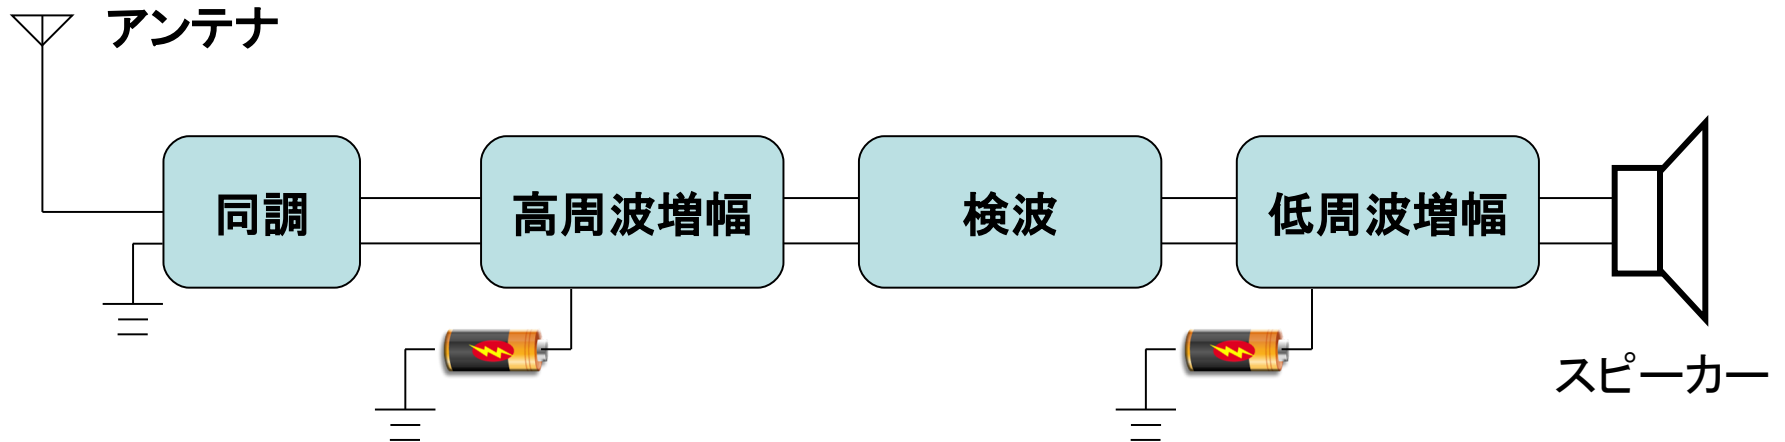 アンテナ
同調
高周波増幅
検波
低周波増幅
スピーカー